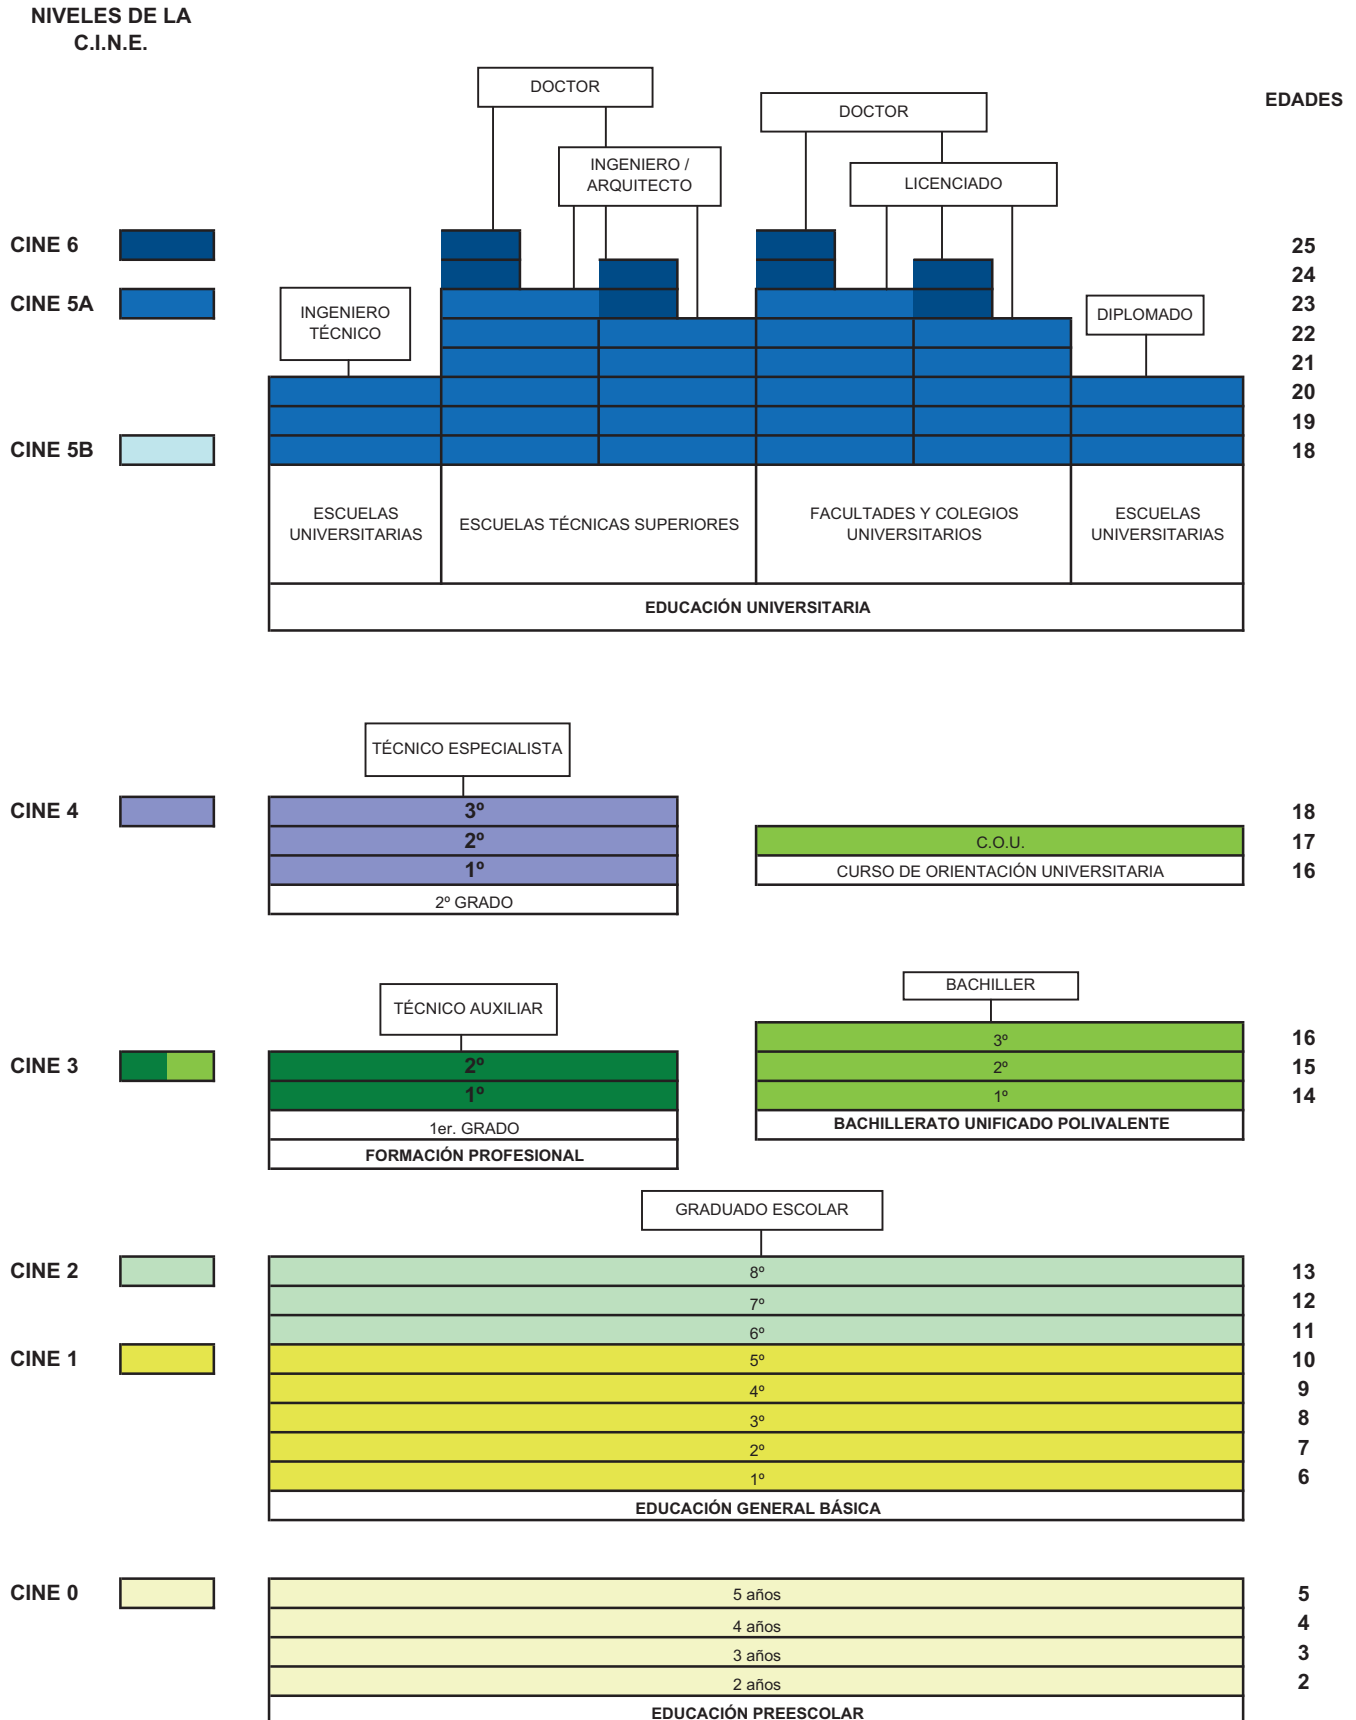 NIVELES DE LA
C.I.N.E.
EDADES
DOCTOR
DOCTOR
INGENIERO /
ARQUITECTO
LICENCIADO
CINE 6
25
24
CINE 5A
23
INGENIERO
TÉCNICO
DIPLOMADO
22
21
20
19
CINE 5B
18
ESCUELAS
UNIVERSITARIAS
ESCUELAS TÉCNICAS SUPERIORES
FACULTADES Y COLEGIOS
UNIVERSITARIOS
ESCUELAS
UNIVERSITARIAS
EDUCACIÓN UNIVERSITARIA
TÉCNICO ESPECIALISTA
CINE 4
3º
18
2º
C.O.U.
17
1º
CURSO DE ORIENTACIÓN UNIVERSITARIA
16
2º GRADO
TÉCNICO AUXILIAR
BACHILLER
3º
16
CINE 3
2º
2º
15
1º
1º
14
1er. GRADO
BACHILLERATO UNIFICADO POLIVALENTE
FORMACIÓN PROFESIONAL
GRADUADO ESCOLAR
CINE 2
8º
13
7º
12
6º
11
CINE 1
5º
10
4º
9
3º
8
2º
7
1º
6
EDUCACIÓN GENERAL BÁSICA
CINE 0
5 años
5
4 años
4
3 años
3
2 años
2
EDUCACIÓN PREESCOLAR